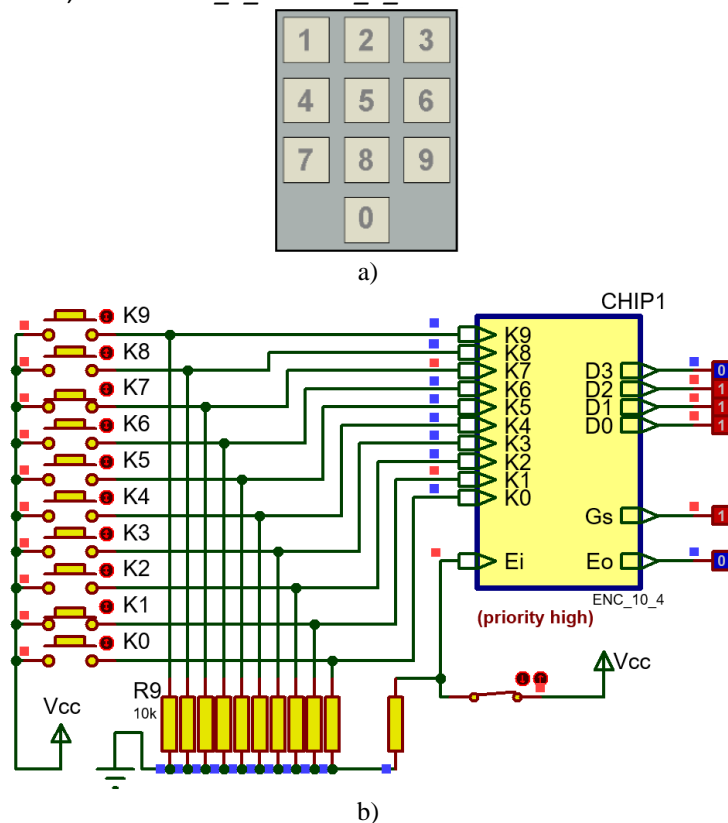 1 2 3
4 5 6
7 8 9
0
a)
CHIP1
K9
K8
K7
K6
K5
K4
K3
K2
K1
K0
K9
K8
K7
K6
K5
K4
K3
K2
K1
K0
Ei
D3 0
D2 1
D1 1
D0 1
Gs 1
Eo 0
ENC_10_4
(priority high)
R9
10k
Vcc
Vcc
b)